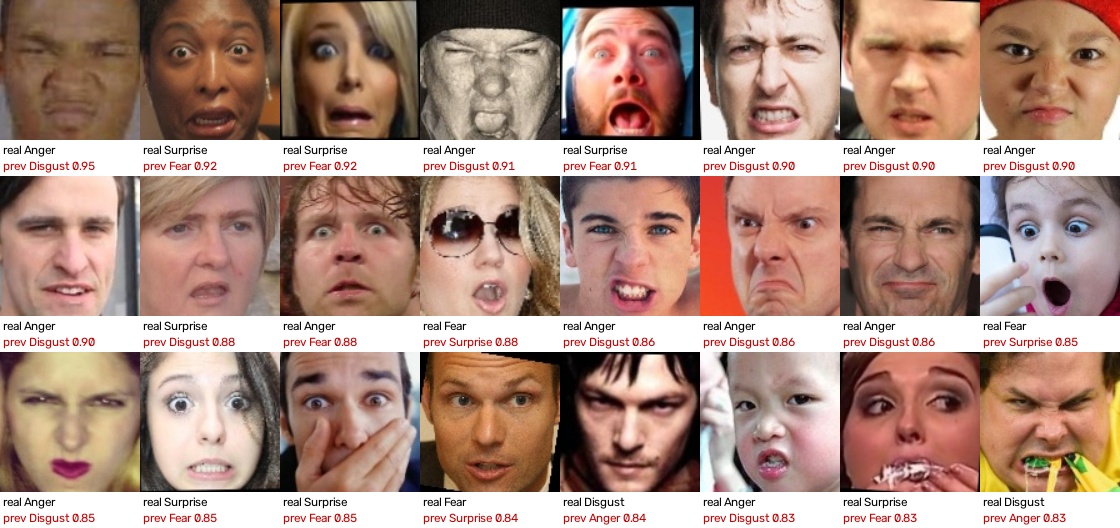 real Anger
prev Disgust 0.95
real Surprise
prev Fear 0.92
real Surprise
prev Fear 0.92
real Anger
prev Disgust 0.91
real Surprise
prev Fear 0.91
real Anger
prev Disgust 0.90
real Anger
prev Disgust 0.90
real Anger
prev Disgust 0.90
real Anger
prev Disgust 0.90
real Surprise
prev Disgust 0.88
real Anger
prev Fear 0.88
real Fear
prev Surprise 0.88
real Anger
prev Disgust 0.86
real Anger
prev Disgust 0.86
real Anger
prev Disgust 0.86
real Fear
prev Surprise 0.85
real Anger
prev Disgust 0.85
real Surprise
prev Fear 0.85
real Surprise
prev Fear 0.85
real Fear
prev Surprise 0.84
real Disgust
prev Anger 0.84
real Anger
prev Disgust 0.83
real Surprise
prev Fear 0.83
real Disgust
prev Anger 0.83